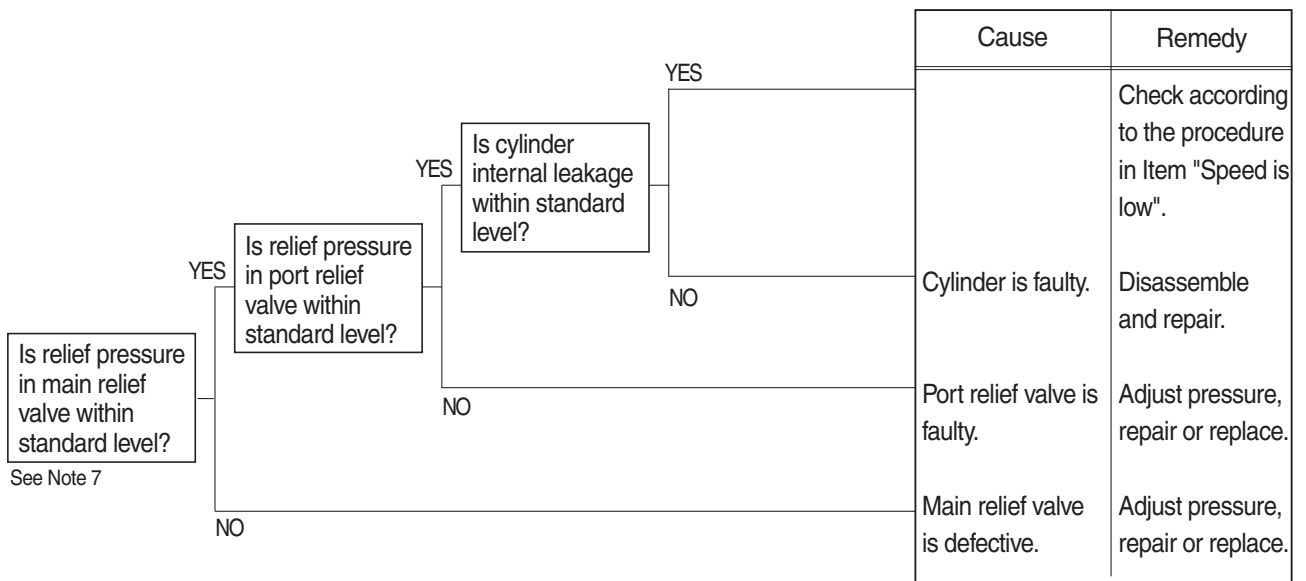 Cause
Remedy
YES
Check according
to the procedure
in Item "Speed is
low".
YES
Is cylinder
internal leakage
within standard
level?
NO
Cylinder is faulty.
Disassemble
and repair.
YES
Is relief pressure
in port relief
valve within
standard level?
NO
Port relief valve is
faulty.
Adjust pressure,
repair or replace.
Is relief pressure
in main relief
valve within
standard level?
See Note 7
NO
Main relief valve
is defective.
Adjust pressure,
repair or replace.